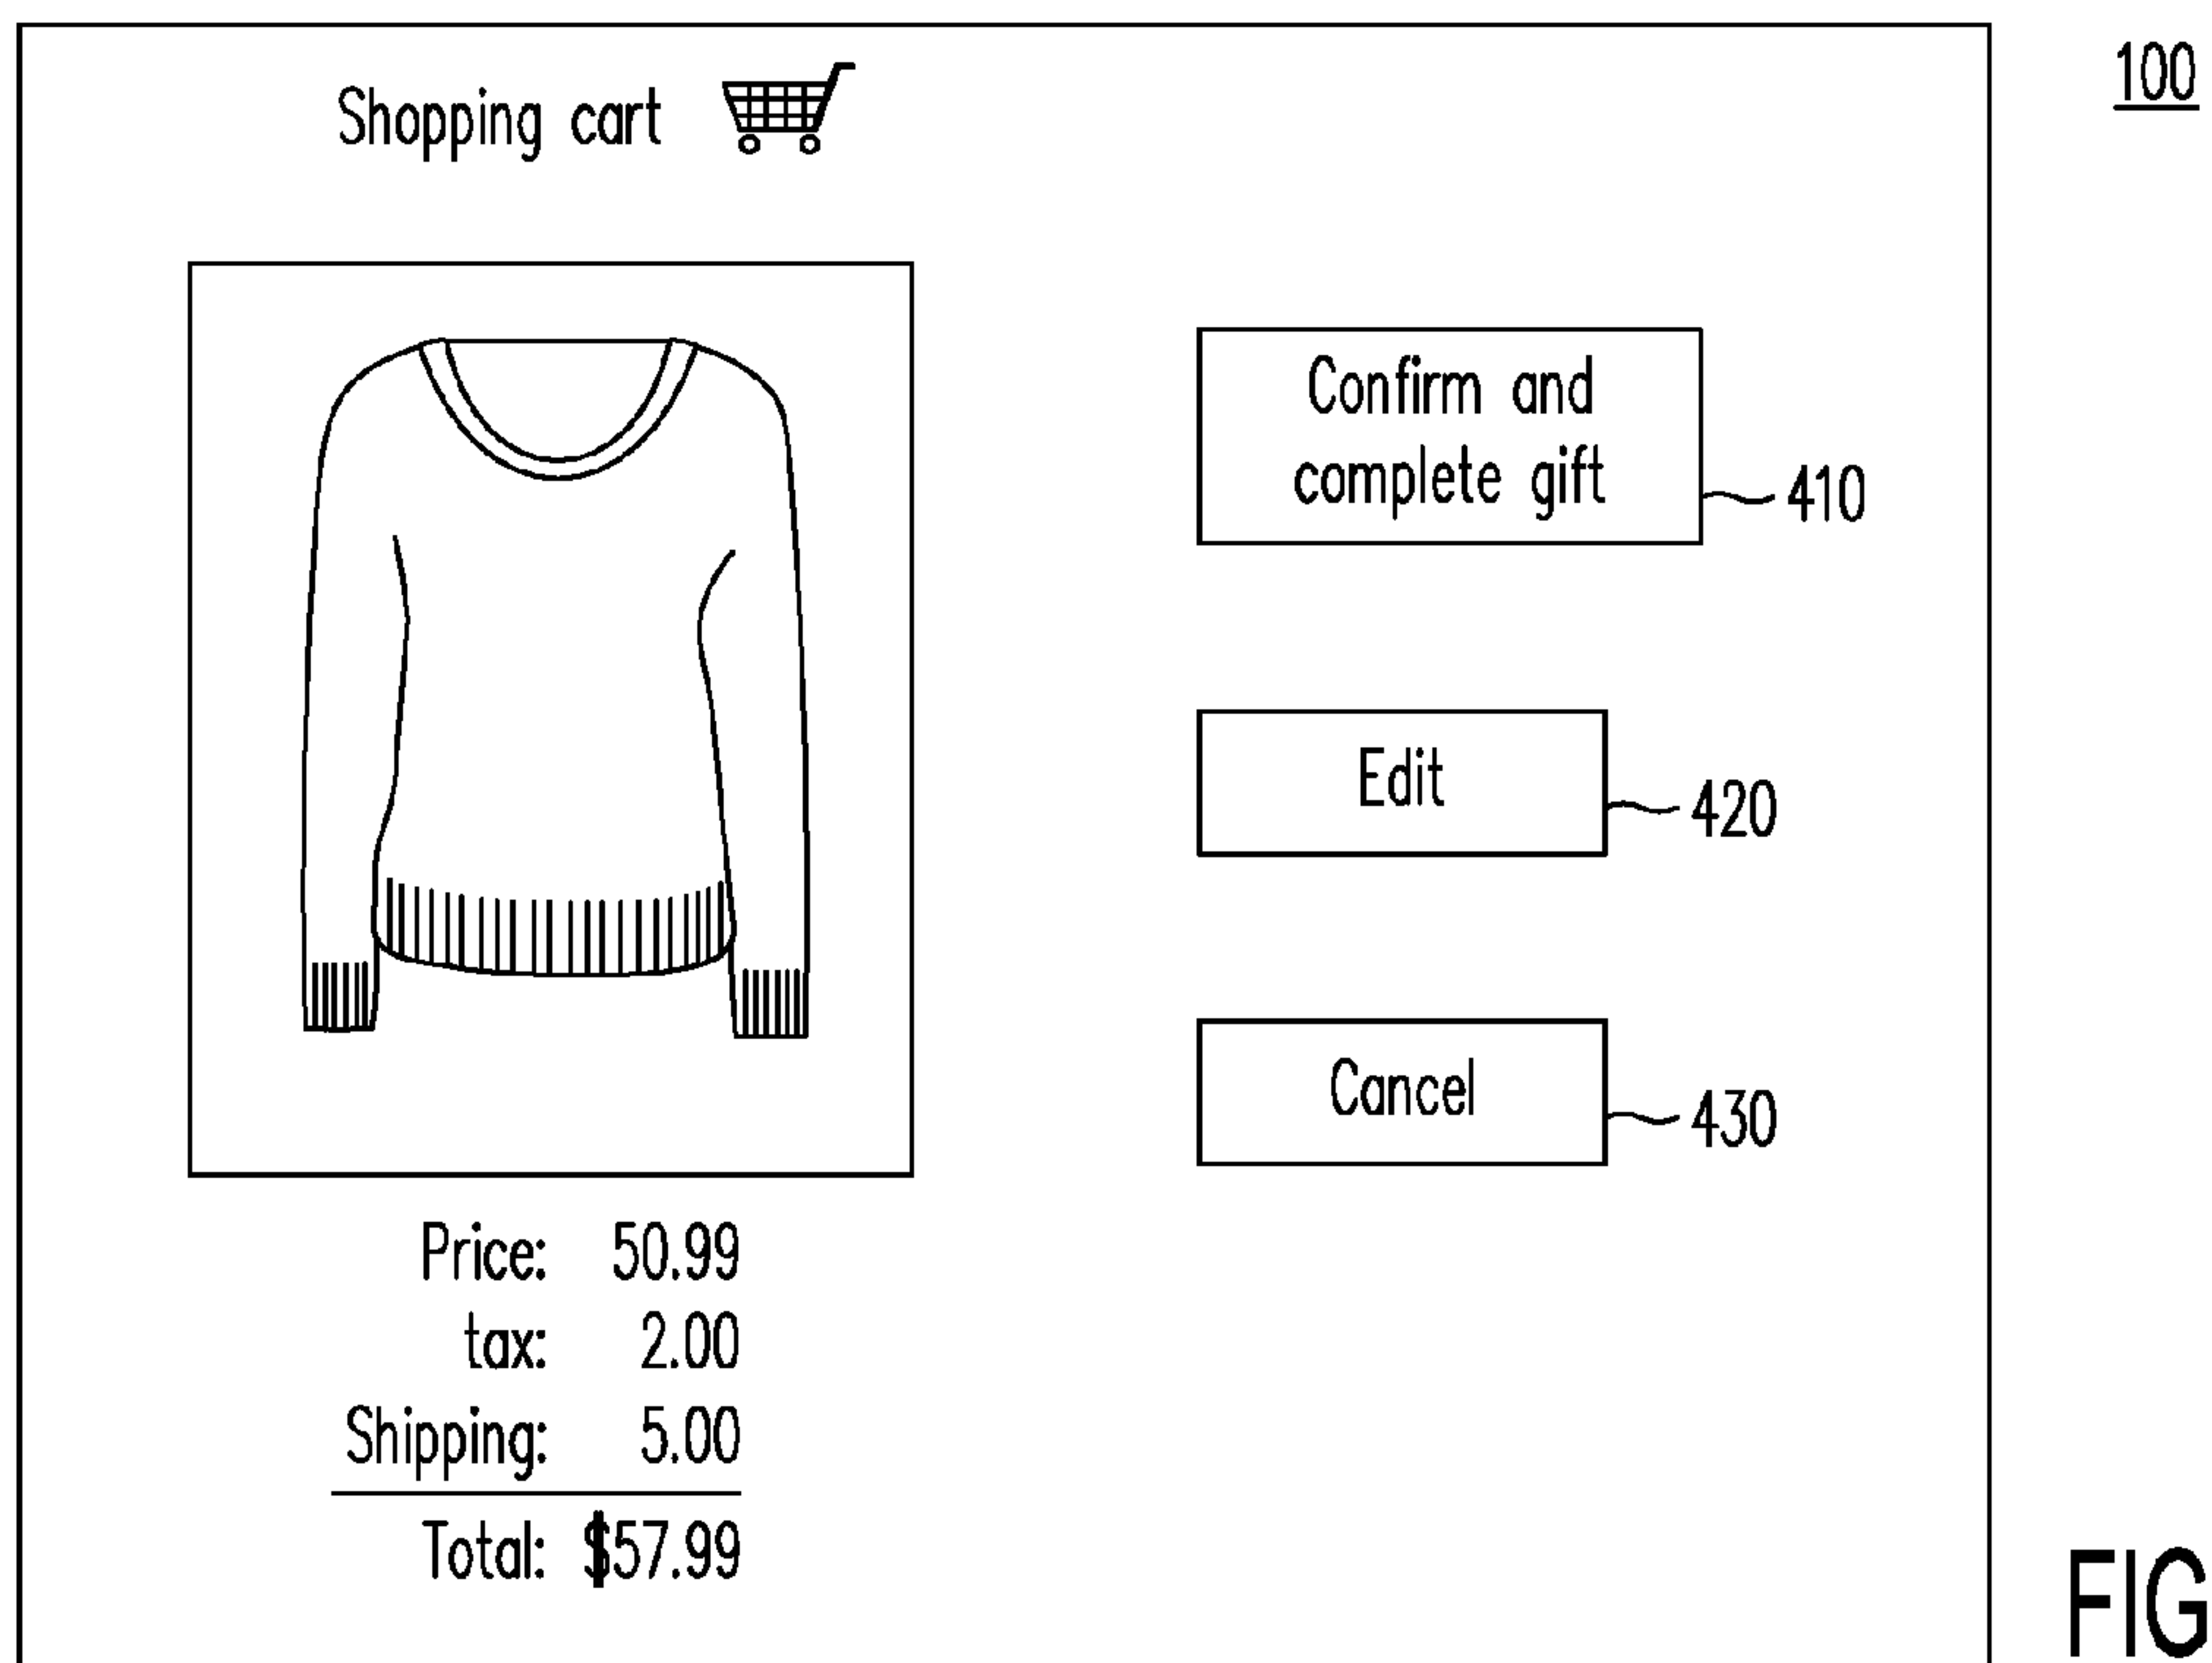 Shopping cart
100
Confirm and
complete gift
410
Edit
420
Cancel
430
Price: 50.99
tax: 2.00
Shipping: 5.00
Total: $57.99
FIG